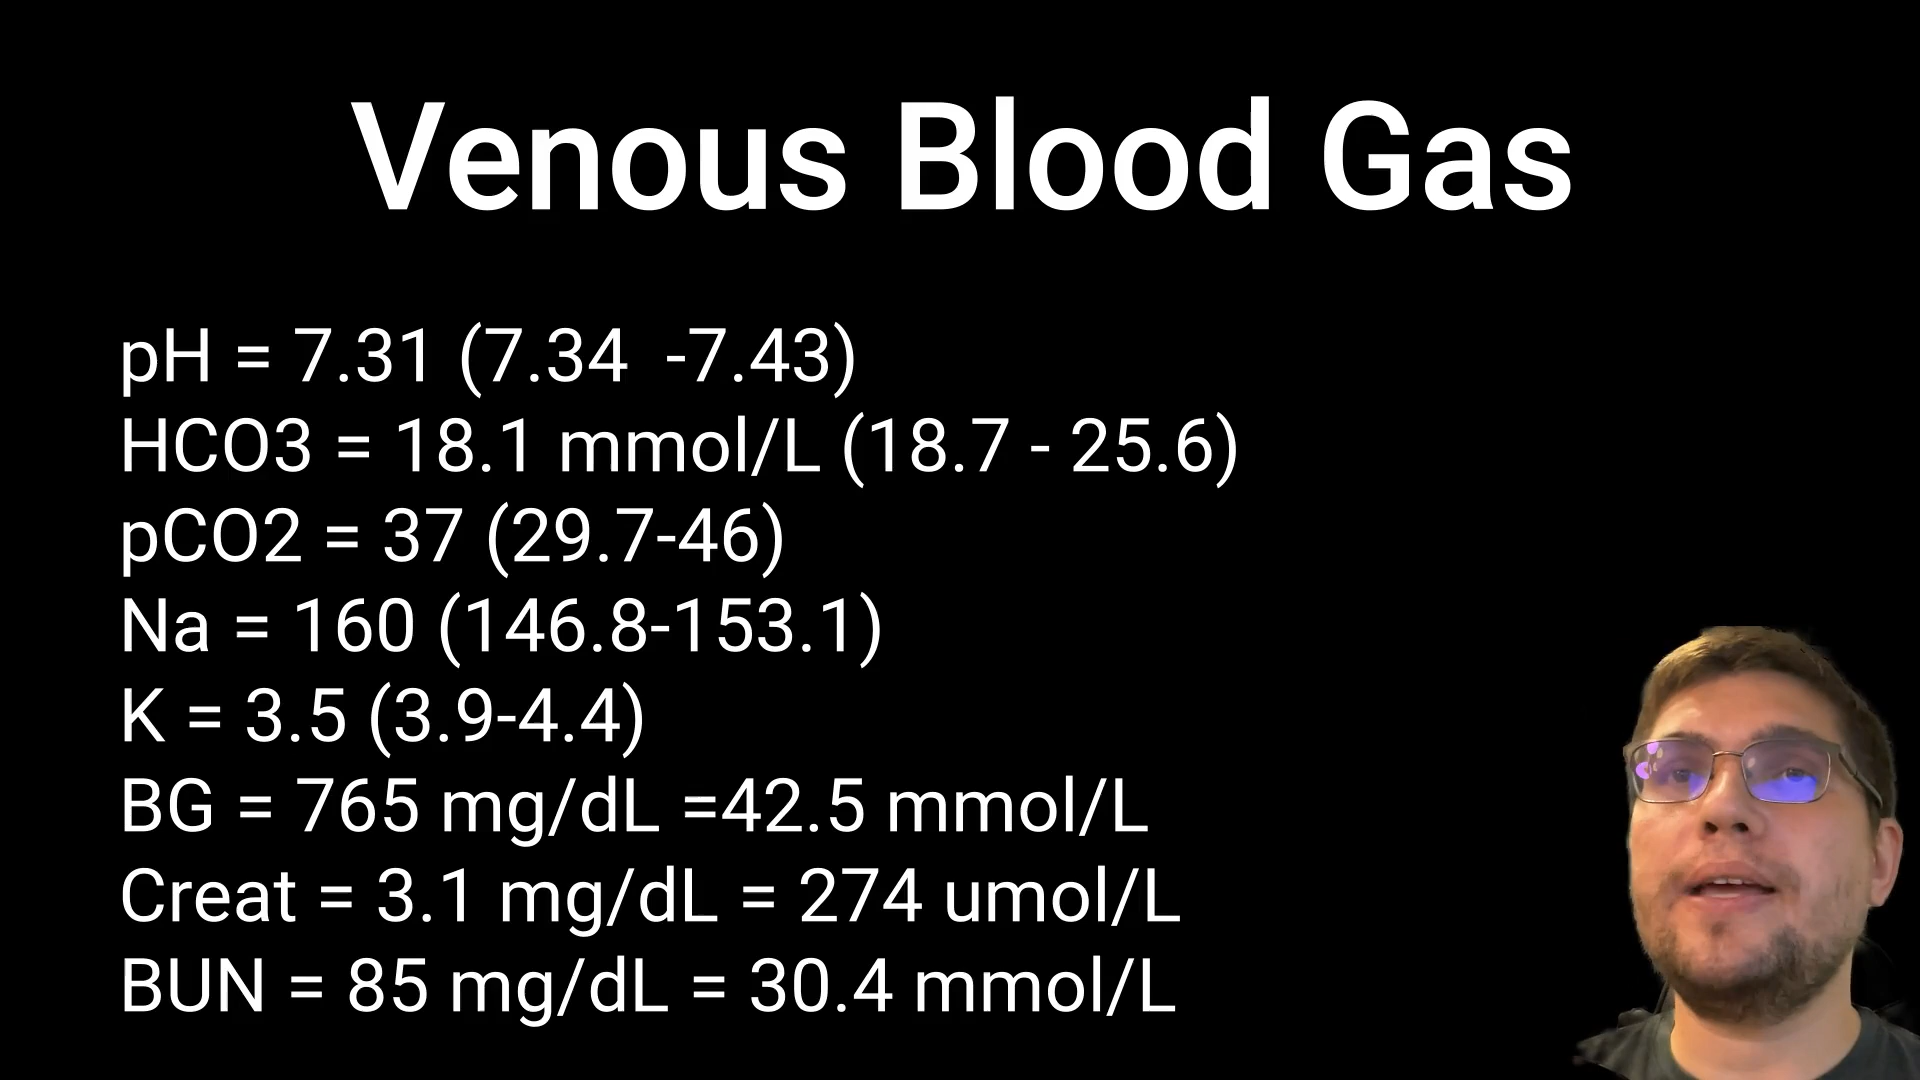 Venous Blood Gas
pH = 7.31 (7.34  -7.43)
HCO3 = 18.1 mmol/L (18.7 - 25.6)
pCO2 = 37 (29.7-46)
Na = 160 (146.8-153.1)
K = 3.5 (3.9-4.4)
BG = 765 mg/dL =42.5 mmol/L
Creat = 3.1 mg/dL = 274 umol/L
BUN = 85 mg/dL = 30.4 mmol/L